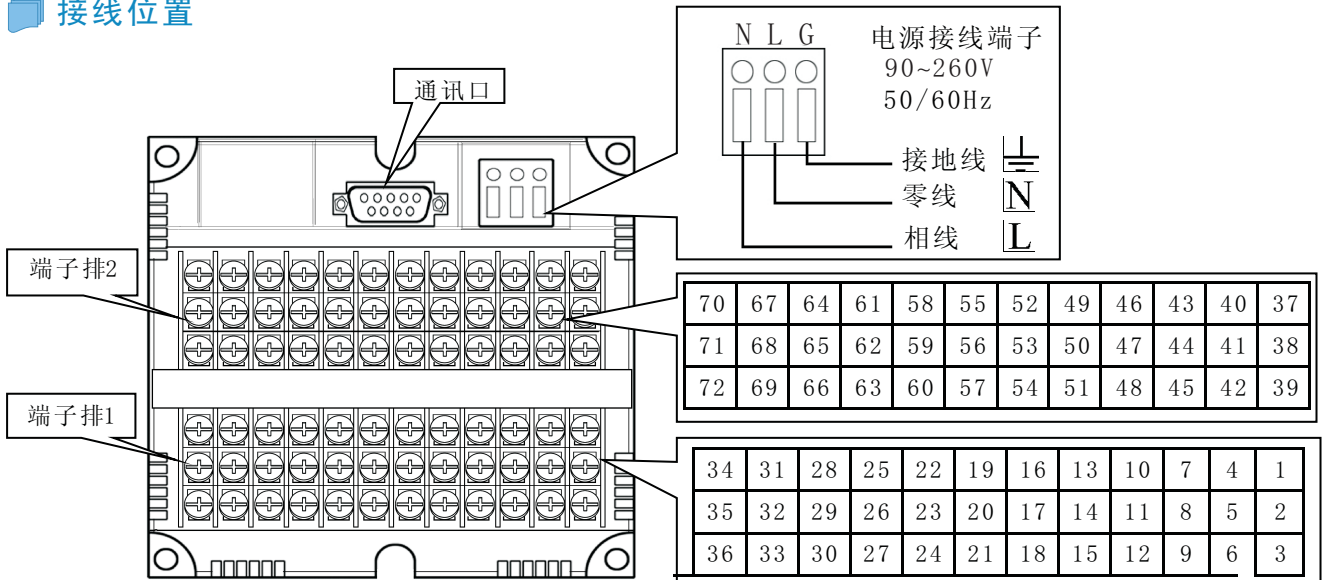 接线位置
N L G
电源接线端子
90~260V
50/60Hz
通讯口
接地线
零线 N
相线 L
端子排2
70 67 64 61 58 55 52 49 46 43 40 37
71 68 65 62 59 56 53 50 47 44 41 38
72 69 66 63 60 57 54 51 48 45 42 39
端子排1
34 31 28 25 22 19 16 13 10 7 4 1
35 32 29 26 23 20 17 14 11 8 5 2
36 33 30 27 24 21 18 15 12 9 6 3